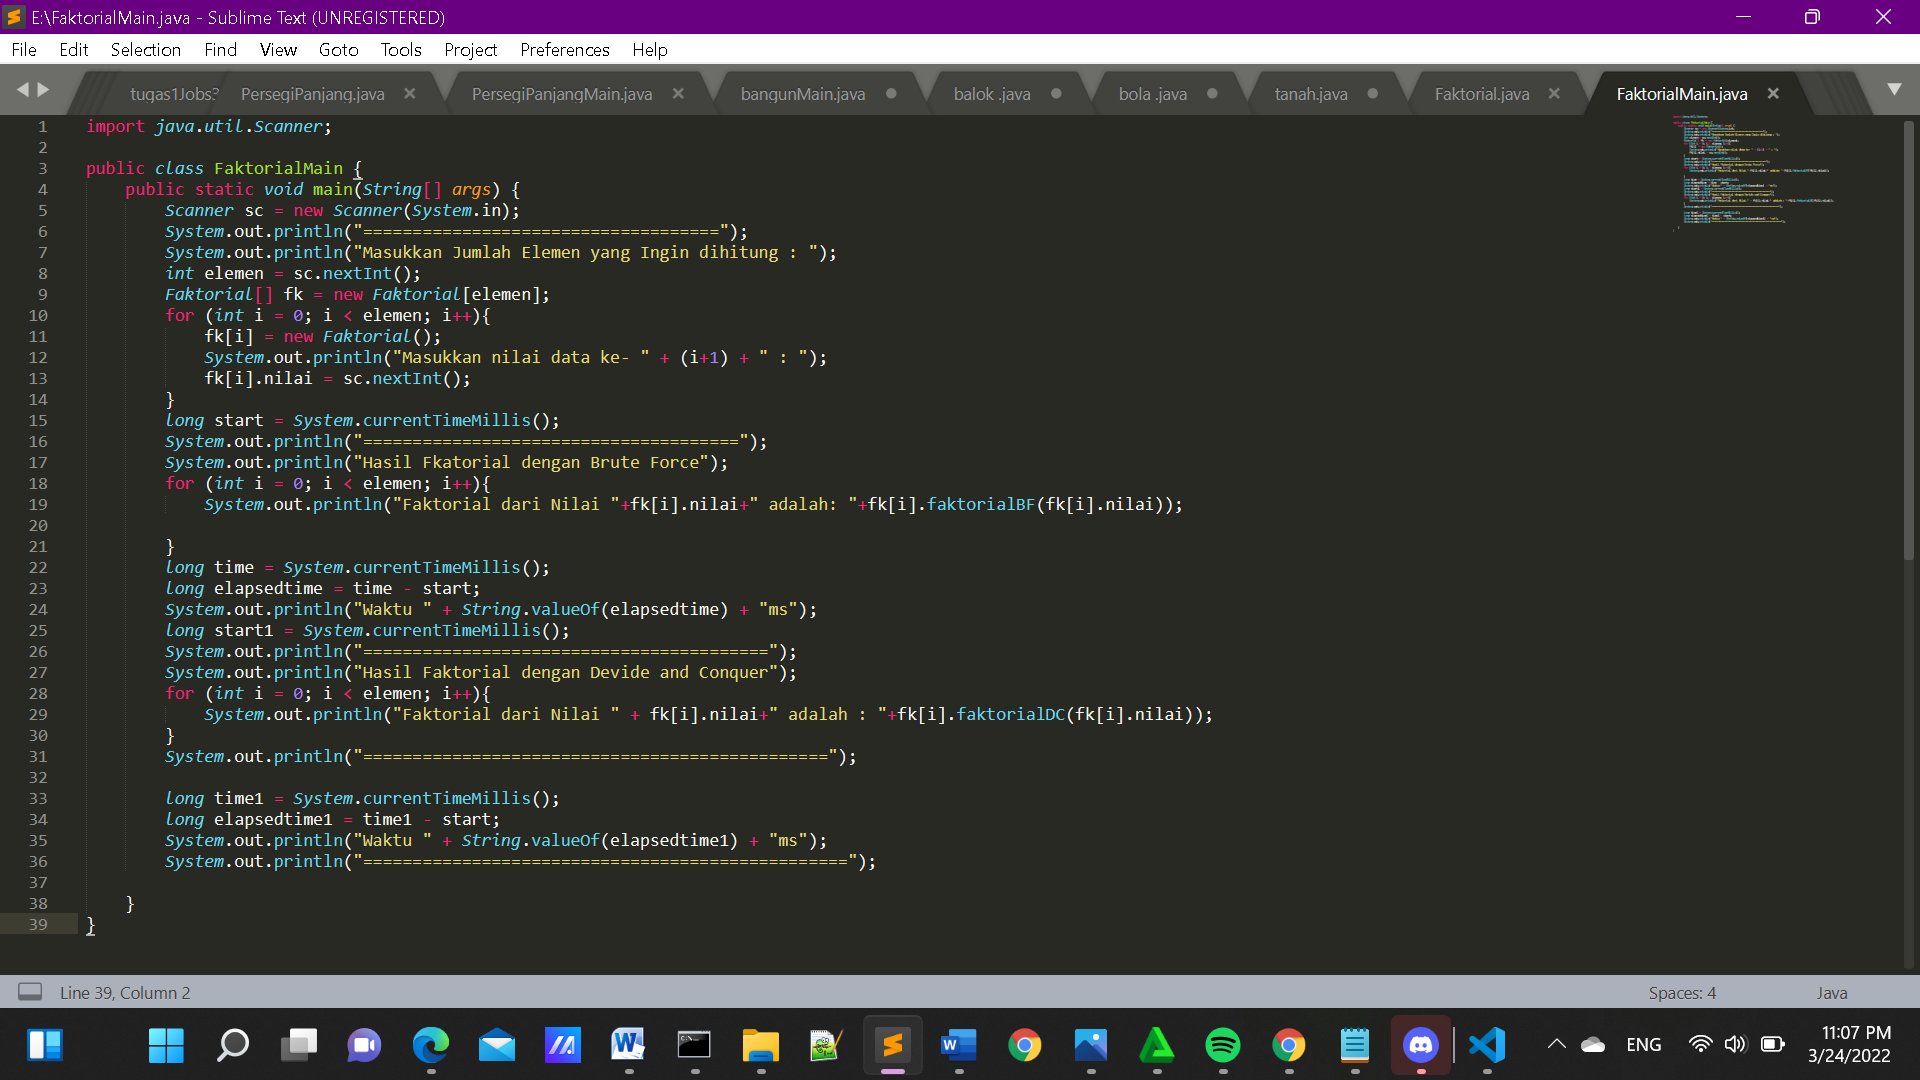 E:\FaktorialMain.java - Sublime Text (UNREGISTERED)
File Edit Selection Find View Goto Tools Project Preferences Help
tugas1Jobs? PersegiPanjang.java PersegiPanjangMain.java bangunMain.java balok .java bola .java tanah.java Faktorial.java FaktorialMain.java
1 import java.util.Scanner;
2
3 public class FaktorialMain {
4 public static void main(String[] args) {
5 Scanner sc = new Scanner(System.in);
6 System.out.println("====================================");
7 System.out.println("Masukkan Jumlah Elemen yang Ingin dihitung : ");
8 int elemen = sc.nextInt();
9 Faktorial[] fk = new Faktorial[elemen];
10 for (int i = 0; i < elemen; i++){
11 fk[i] = new Faktorial();
12 System.out.println("Masukkan nilai data ke- " + (i+1) + " : ");
13 fk[i].nilai = sc.nextInt();
14 }
15 long start = System.currentTimeMillis();
16 System.out.println("======================================");
17 System.out.println("Hasil Fkatorial dengan Brute Force");
18 for (int i = 0; i < elemen; i++){
19 System.out.println("Faktorial dari Nilai "+fk[i].nilai+" adalah: "+fk[i].faktorialBF(fk[i].nilai));
20
21 }
22 long time = System.currentTimeMillis();
23 long elapsedtime = time - start;
24 System.out.println("Waktu " + String.valueOf(elapsedtime) + "ms");
25 long start1 = System.currentTimeMillis();
26 System.out.println("=========================================");
27 System.out.println("Hasil Faktorial dengan Devide and Conquer");
28 for (int i = 0; i < elemen; i++){
29 System.out.println("Faktorial dari Nilai " + fk[i].nilai+" adalah : "+fk[i].faktorialDC(fk[i].nilai));
30 }
31 System.out.println("===============================================");
32
33 long time1 = System.currentTimeMillis();
34 long elapsedtime1 = time1 - start;
35 System.out.println("Waktu " + String.valueOf(elapsedtime1) + "ms");
36 System.out.println("=================================================");
37
38 }
39 }
Line 39, Column 2 Spaces: 4 Java
ENG 11:07 PM
3/24/2022